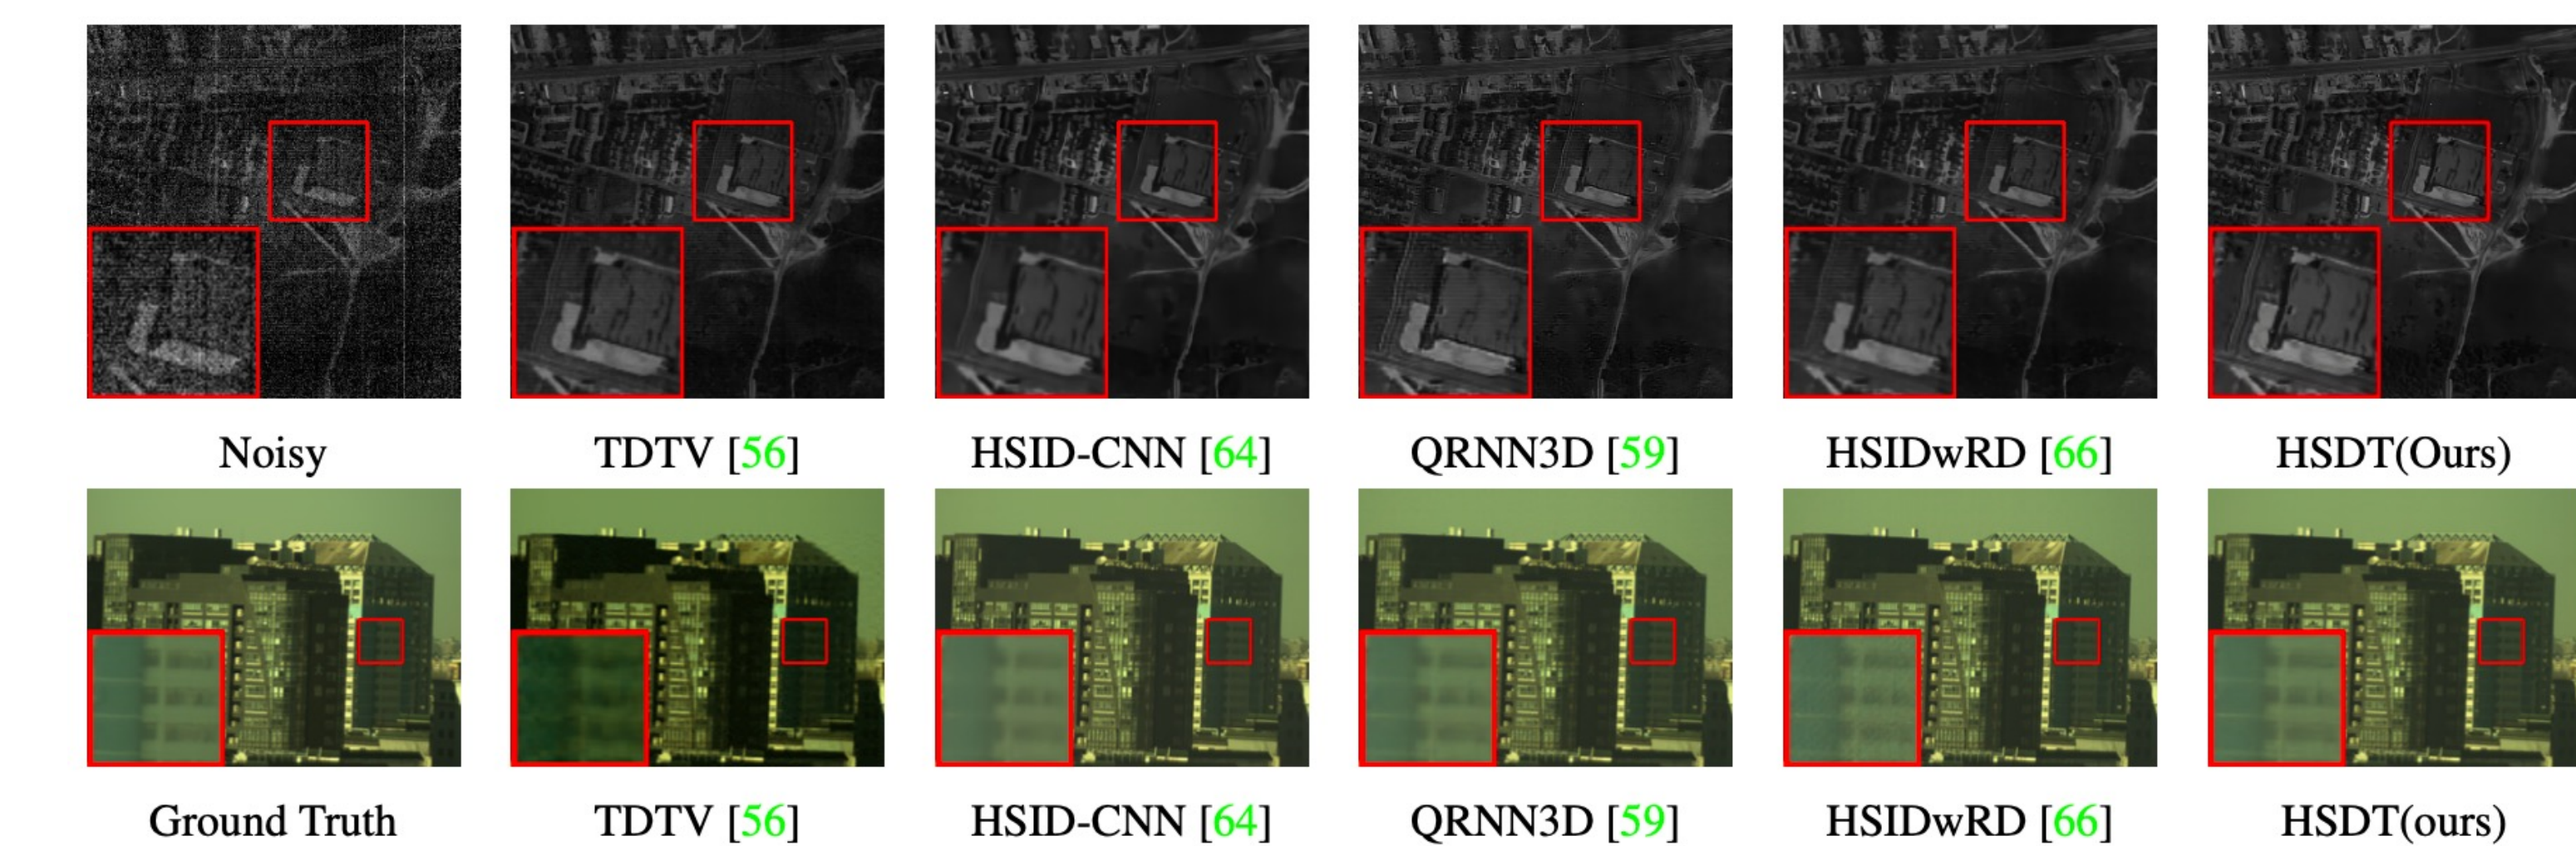 Noisy TDTV [56] HSID-CNN [64] QRNN3D [59] HSIDwRD [66] HSDT(Ours)
Ground Truth TDTV [56] HSID-CNN [64] QRNN3D [59] HSIDwRD [66] HSDT(ours)